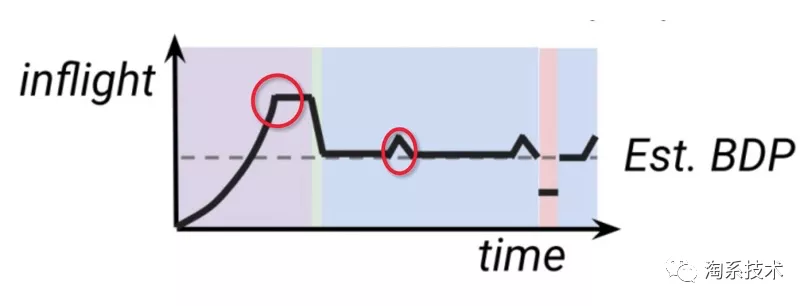 inflight
Est. BDP
time
淘系技术